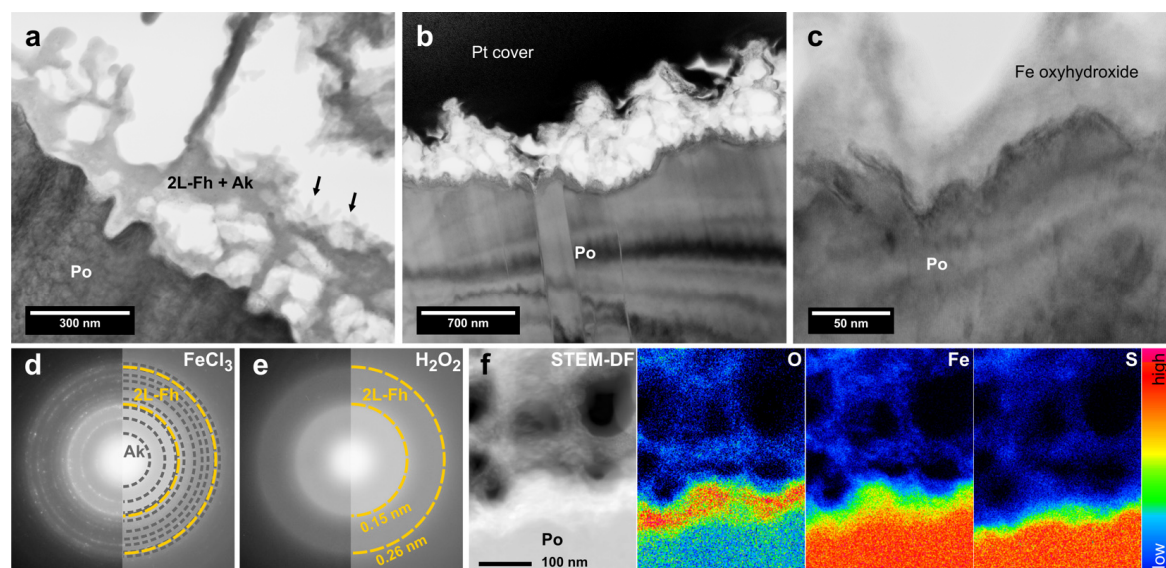 a
2L-Fh + Ak
Po
300 nm
b
Pt cover
Po
700 nm
c
Fe oxyhydroxide
Po
50 nm
d
FeCl3
2L-Fh
Ak
e
H2O2
2L-Fh
0.15 nm
0.26 nm
f
STEM-DF
Po
100 nm
O
Fe
S
high
low